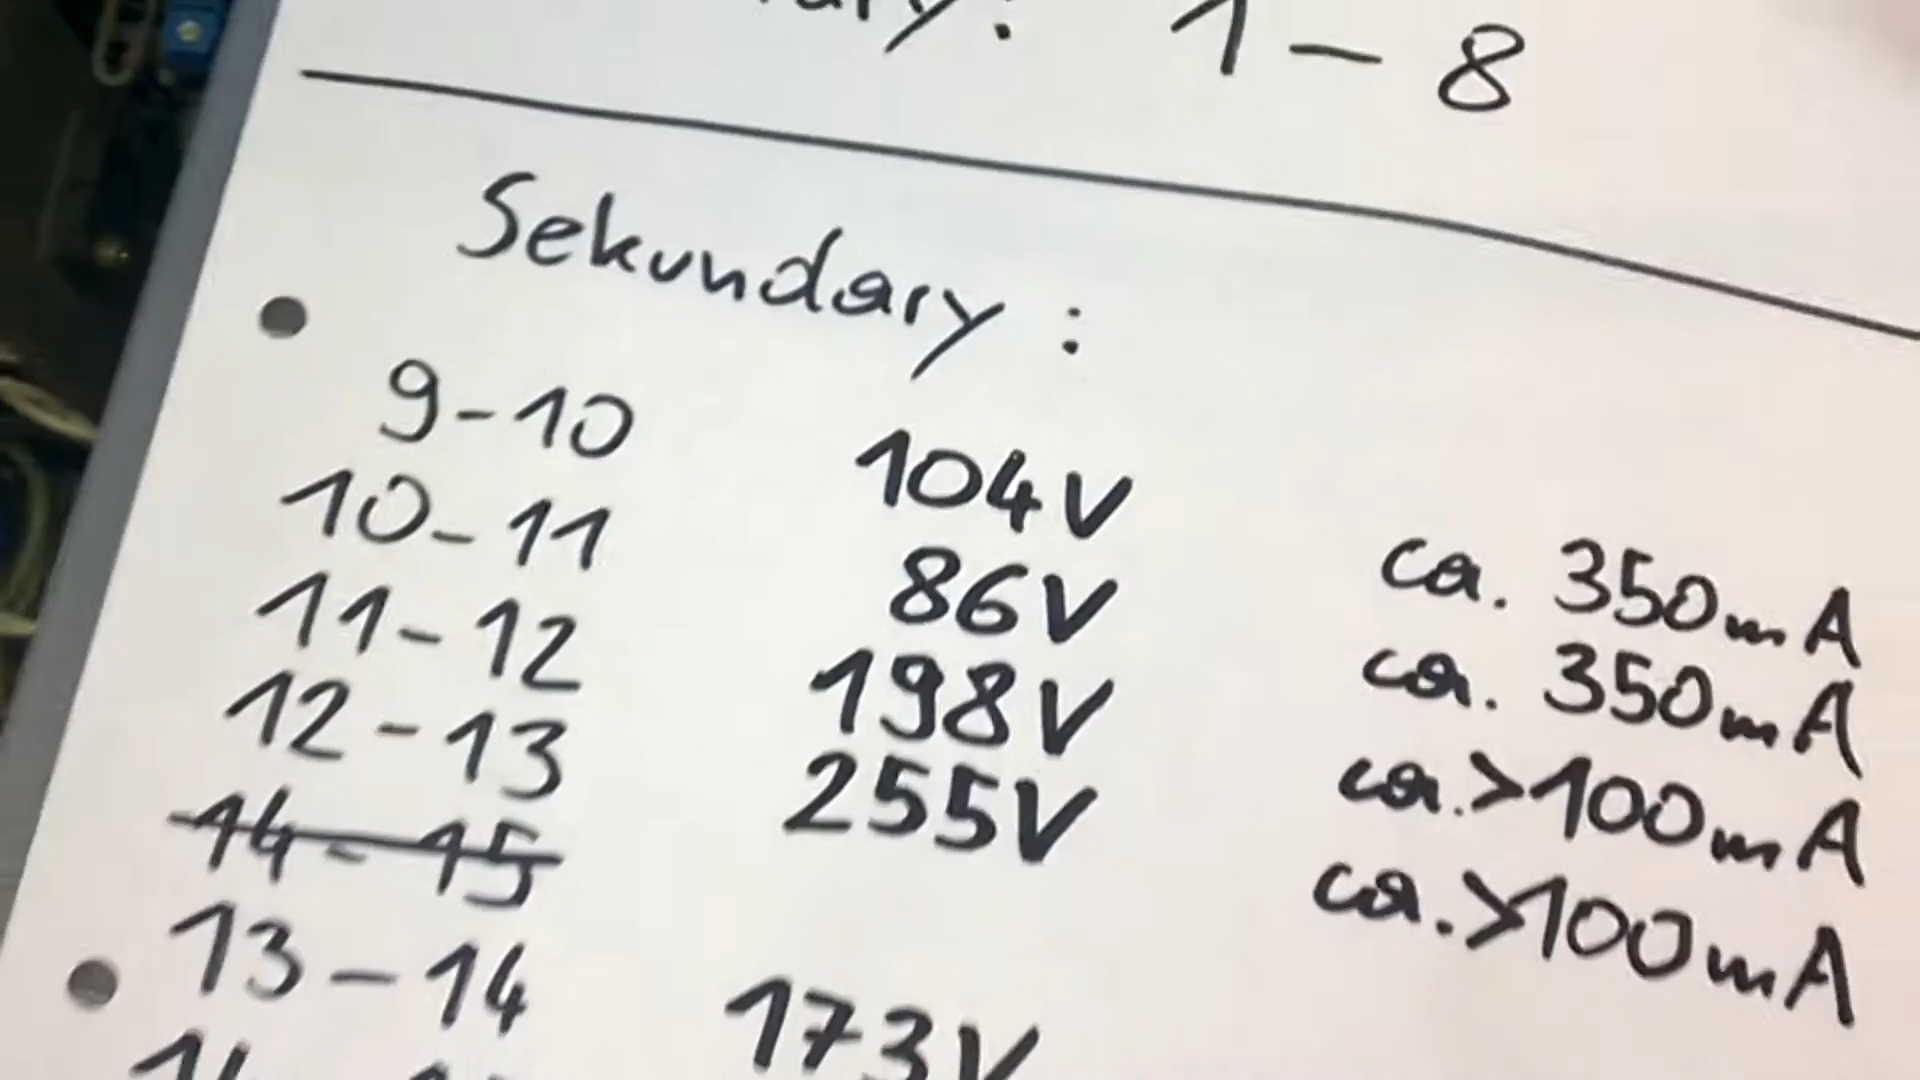 1 – 8
Sekundary:
9-10 104V ca. 350mA
10-11 86V ca. 350mA
11-12 198V ca. >100mA
12-13 255V ca. >100mA
14-15
13-14 173V